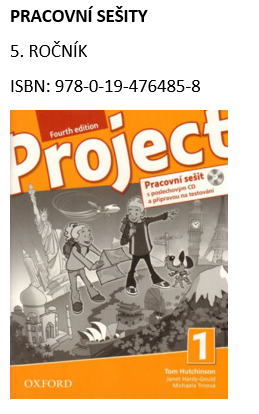 PRACOVNÍ SEŠITY
5. ROČNÍK
ISBN: 978-0-19-476485-8
Fourth edition
Project
Pracovní sešit
s poslechovým CD
a přípravou na testování
1
Tom Hutchinson
Janet Hardy-Gould
Michaela Trnová
OXFORD